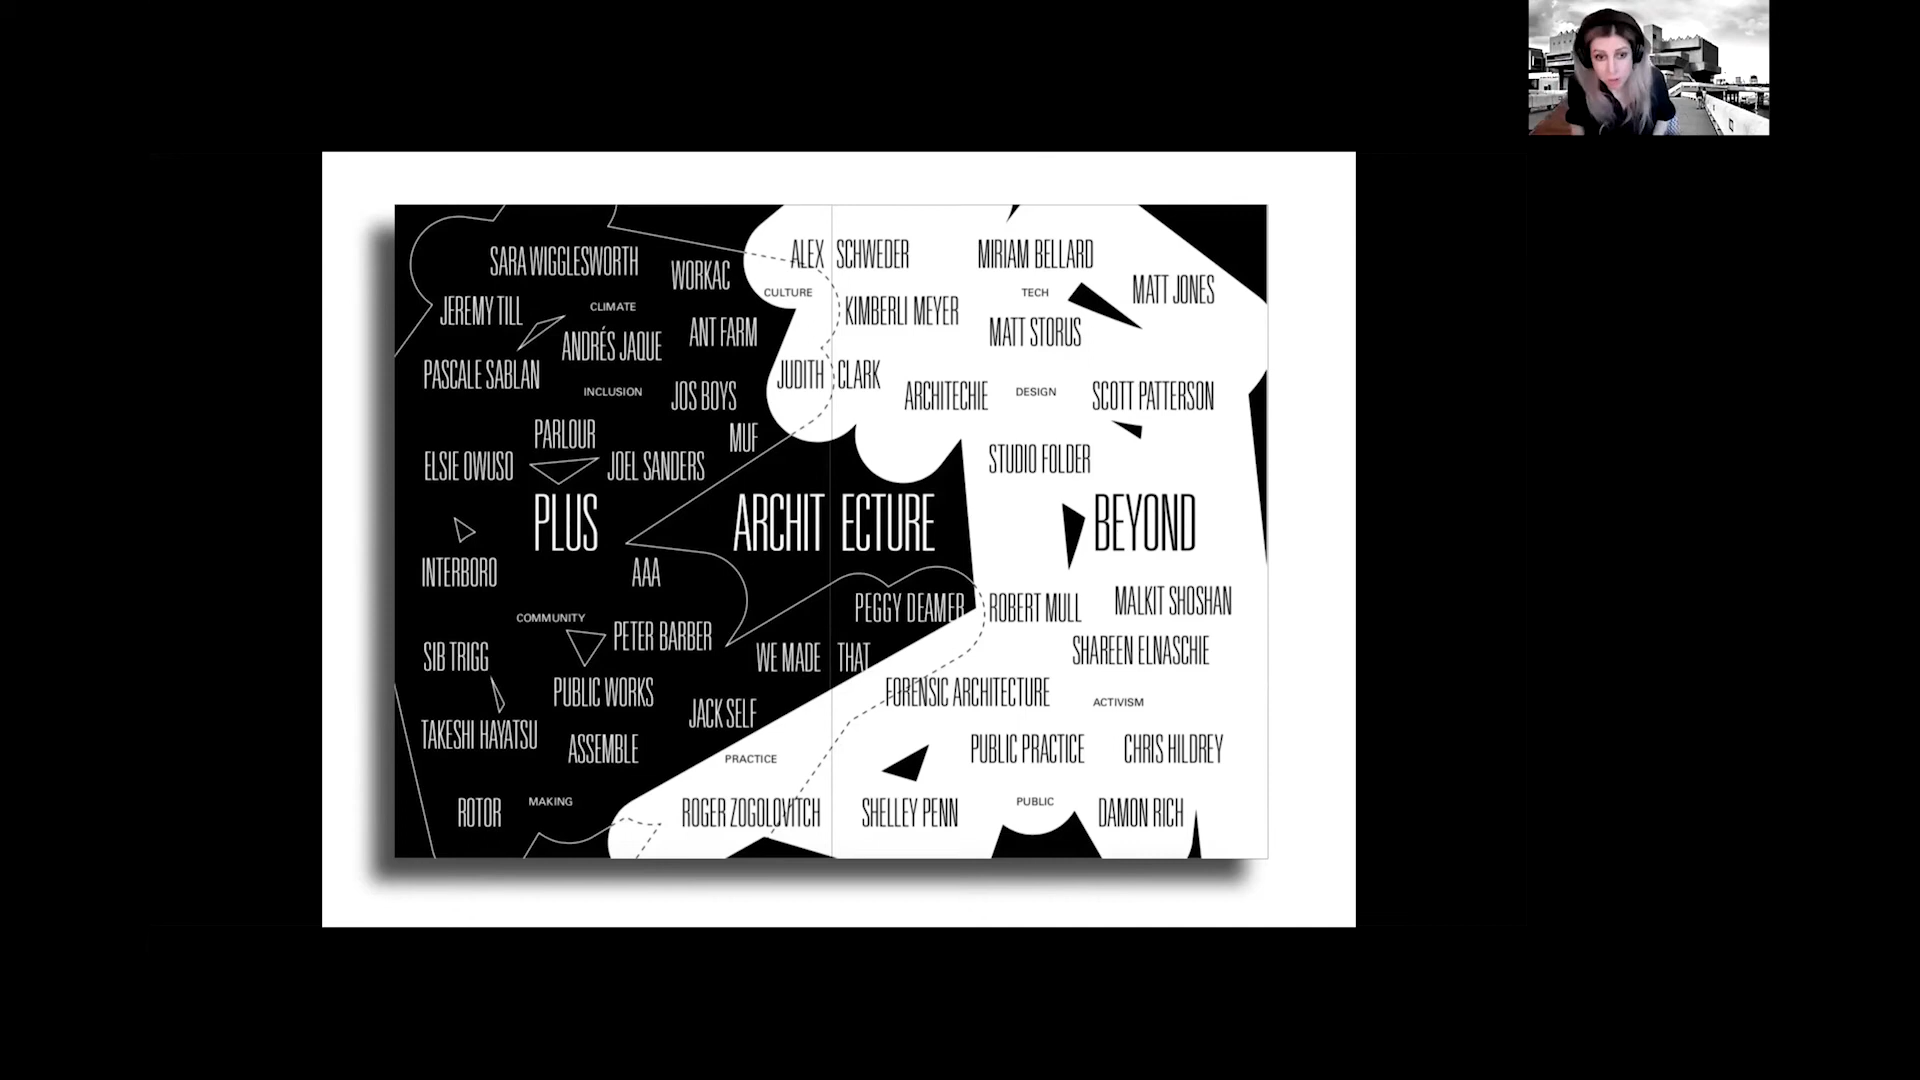 SARA WIGGLESWORTH
WORKAC
JEREMY TILL
CLIMATE
ANDRÉS JAQUE
ANT FARM
PASCALE SABLAN
INCLUSION
JOS BOYS
PARLOUR
MUF
ELSIE OWUSO
JOEL SANDERS
ALEX SCHWEDER
CULTURE
KIMBERLI MEYER
JUDITH CLARK
MIRIAM BELLARD
TECH
MATT JONES
MATT STORUS
ARCHITECHIE
DESIGN
SCOTT PATTERSON
STUDIO FOLDER
PLUS
ARCHIT ECTURE
BEYOND
INTERBORO
AAA
COMMUNITY
PETER BARBER
SIB TRIGG
PUBLIC WORKS
TAKESHI HAYATSU
ASSEMBLE
ROTOR
MAKING
PEGGY DEAMER
WE MADE THAT
JACK SELF
PRACTICE
ROGER ZOGOLOVITCH
ROBERT MULL
MALKIT SHOSHAN
SHAREEN ELNASCHIE
FORENSIC ARCHITECTURE
ACTIVISM
PUBLIC PRACTICE
CHRIS HILDREY
SHELLEY PENN
PUBLIC
DAMON RICH